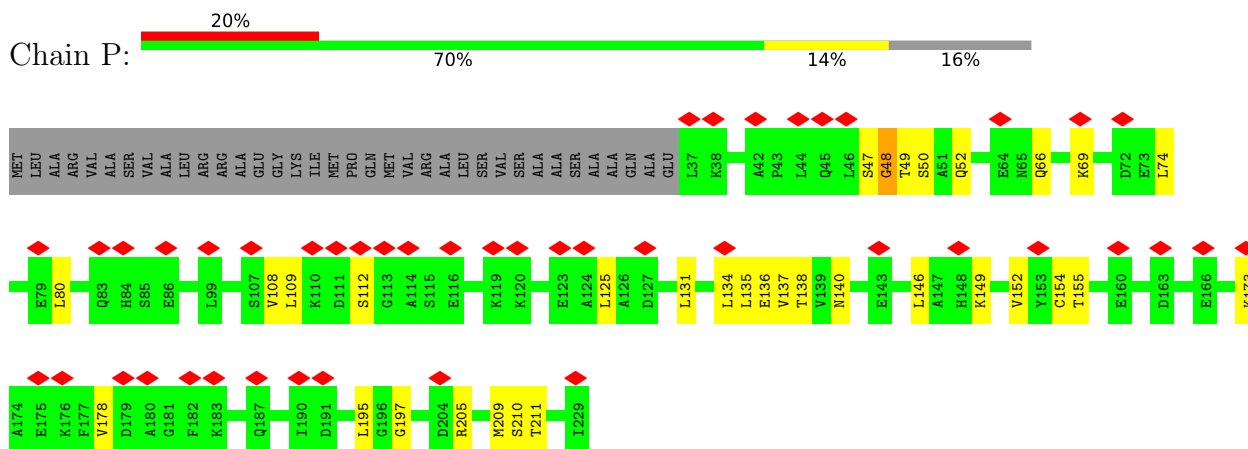 20%
Chain P:
70% 14% 16%
MET LEU ALA ARG VAL ALA SER VAL ALA LEU ARG ARG ALA GLU GLY LYS ILE MET PRO GLN MET VAL ARG ALA LEU SER VAL SER ALA ALA SER ALA ALA GLN ALA GLU L37 K38 A42 P43 L44 Q45 L46 S47 G48 T49 S50 A51 Q52 E64 N65 Q66 K69 D72 E73 L74
E79 L80 Q83 H84 S85 E86 L99 S107 V108 L109 K110 D111 S112 G113 A114 S115 E116 K119 K120 E123 A124 L125 A126 D127 L131 L134 L135 E136 V137 T138 V139 N140 E143 L146 A147 H148 K149 V152 Y153 G154 T155 E160 D163 E166 K173
A174 E175 K176 F177 V178 D179 A180 G181 F182 K183 Q187 I190 D191 L195 G196 G197 D204 R205 M209 S210 T211 I229